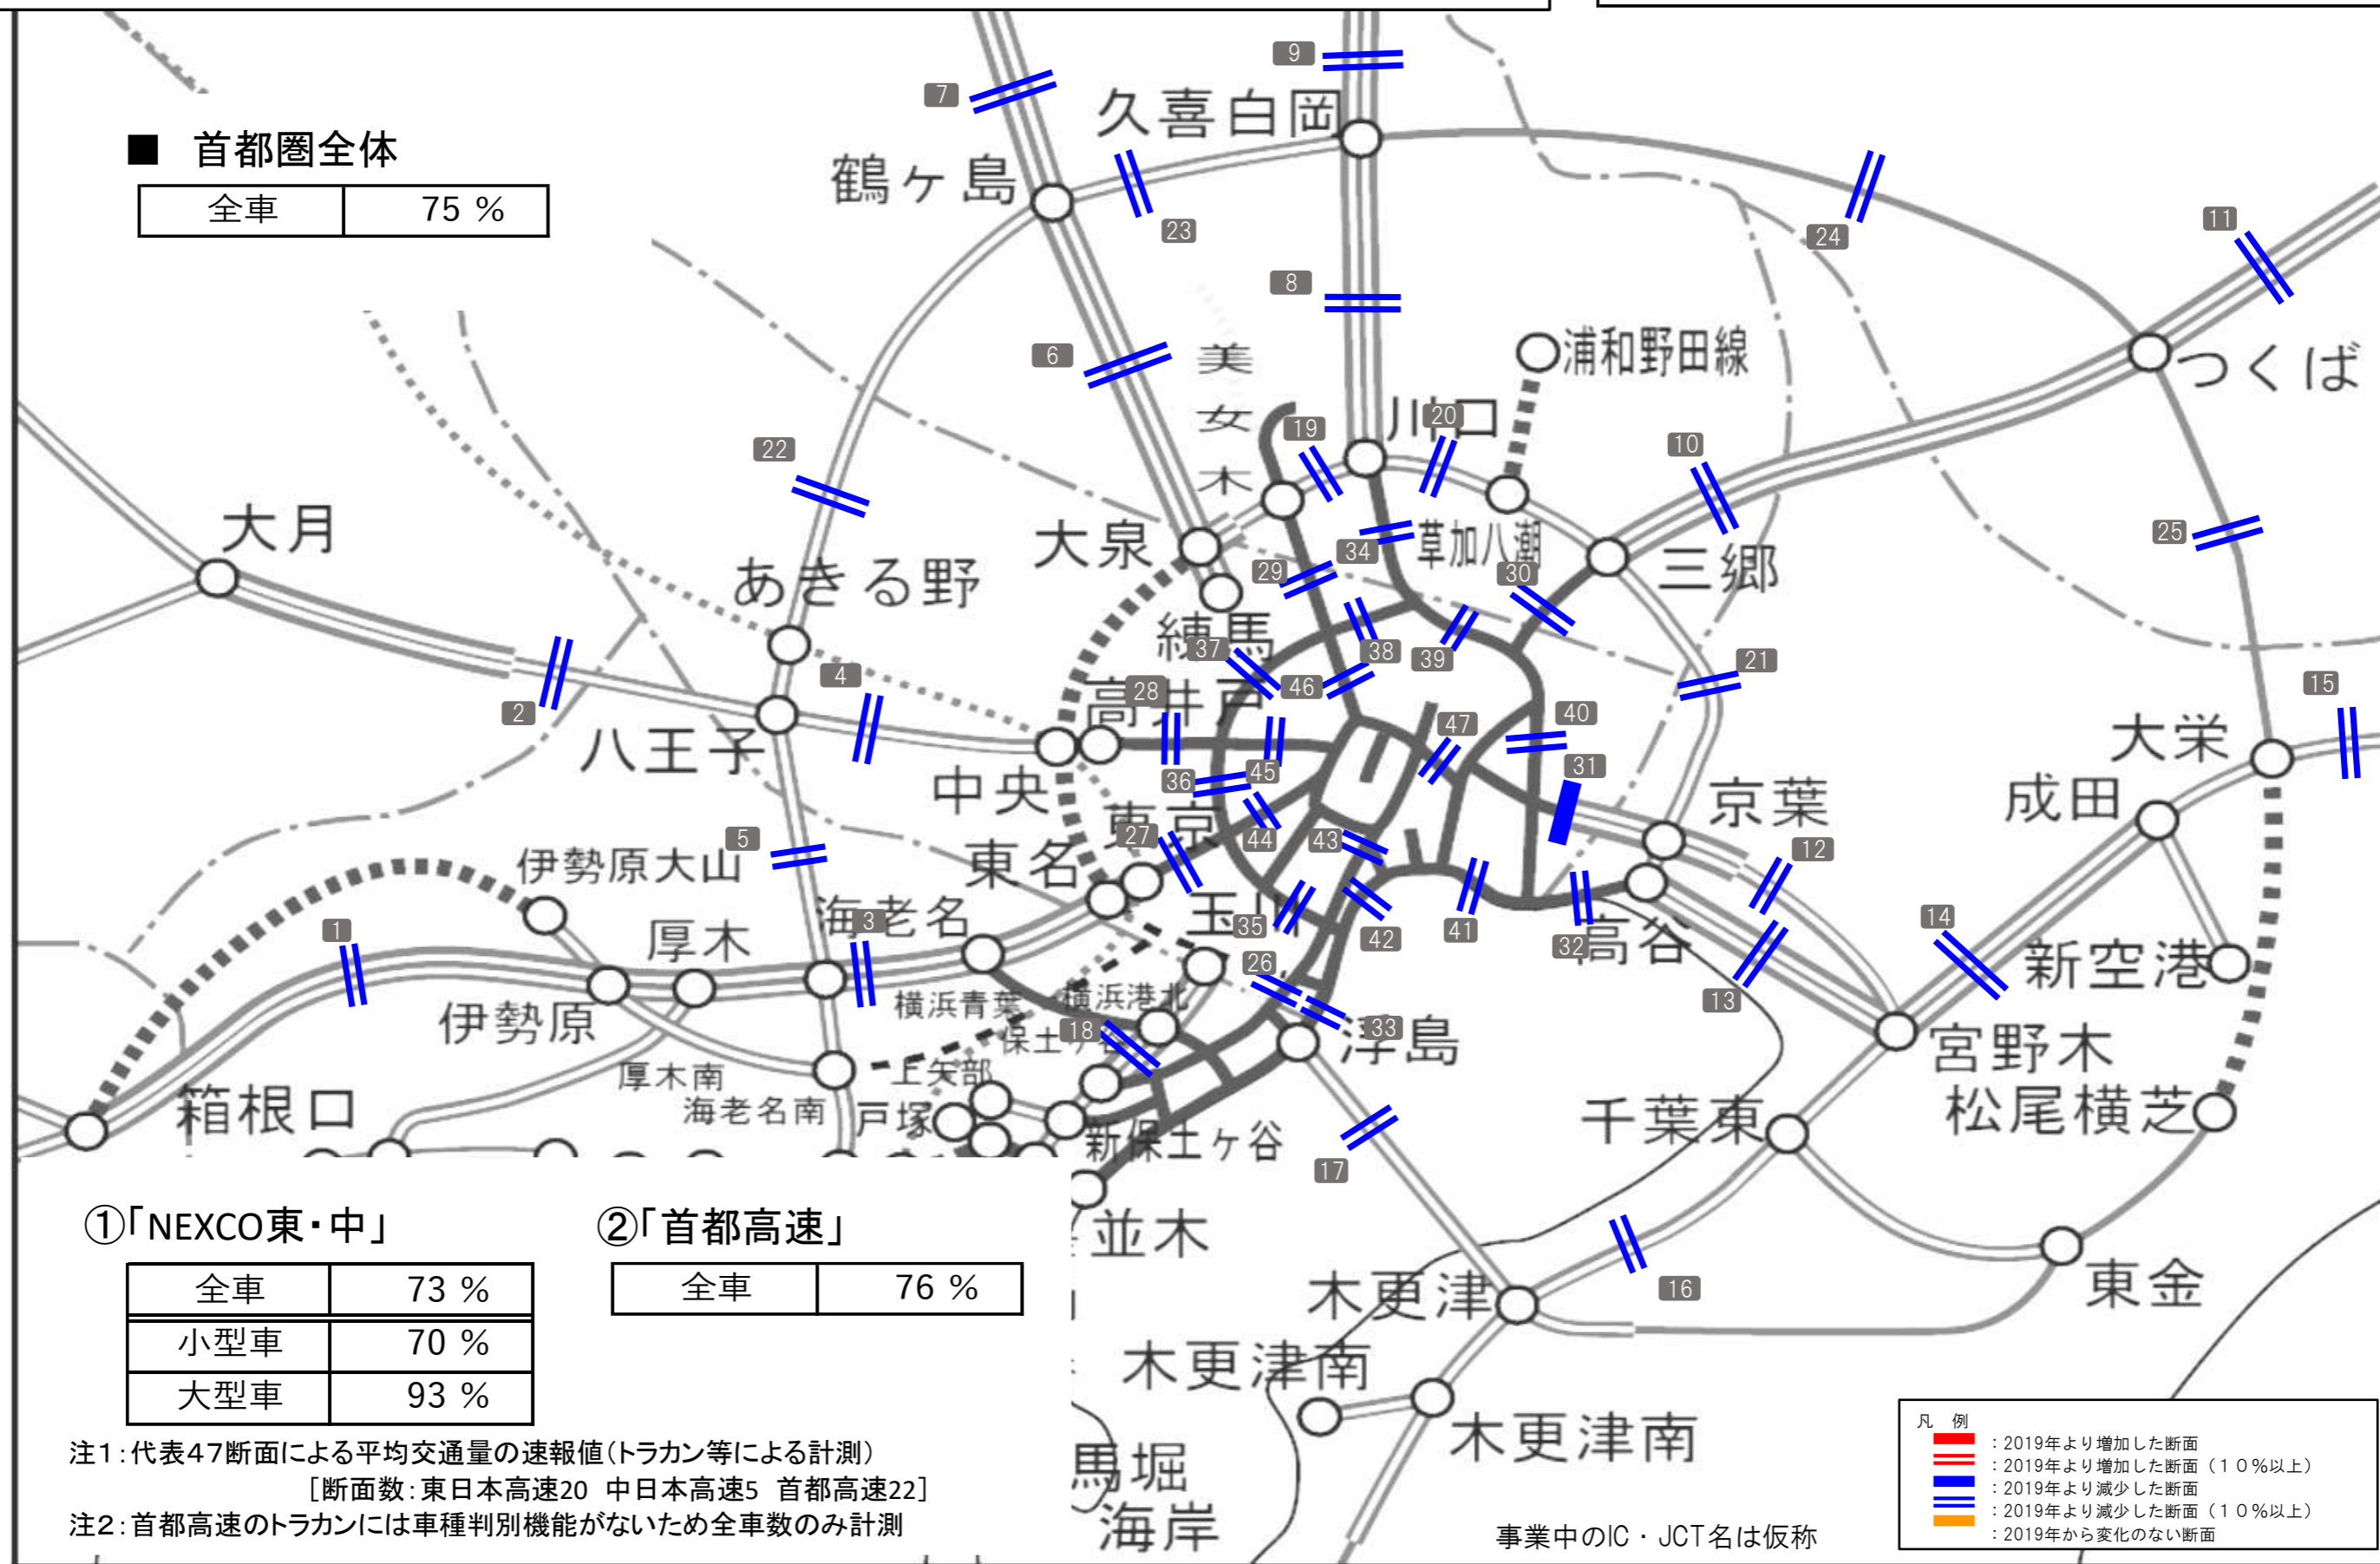 9
7
久喜白岡
■ 首都圏全体
鶴ヶ島
全車 75 %
23
24
11
8
6
美女木
浦和野田線
つくば
川口
19
20
22
10
大月
大泉
34
草加八潮
25
あきる野
29
30
三郷
練馬
37
38
39
21
4
28
46
15
2
高井戸
47
40
八王子
大栄
31
36
45
成田
中央
京葉
東京
5
27
44
43
12
伊勢原大山
東名
3
海老名
玉川
1
厚木
35
42
41
32
高谷
14
新空港
26
横浜青葉
横浜港北
13
伊勢原
18
保土ヶ谷
33
浮島
宮野木
厚木南
上矢部
箱根口
海老名南
戸塚
千葉東
松尾横芝
新保土ヶ谷
17
①「NEXCO東・中」
②「首都高速」
並木
全車 73 %
全車 76 %
木更津
16
東金
小型車 70 %
木更津南
大型車 93 %
木更津南
凡 例
：2019年より増加した断面
：2019年より増加した断面（１０％以上）
：2019年より減少した断面
：2019年より減少した断面（１０％以上）
：2019年から変化のない断面
注１：代表４７断面による平均交通量の速報値（トラカン等による計測）
馬堀
［断面数：東日本高速20 中日本高速5 首都高速22］
海岸
注２：首都高速のトラカンには車種判別機能がないため全車数のみ計測
事業中のIC・JCT名は仮称